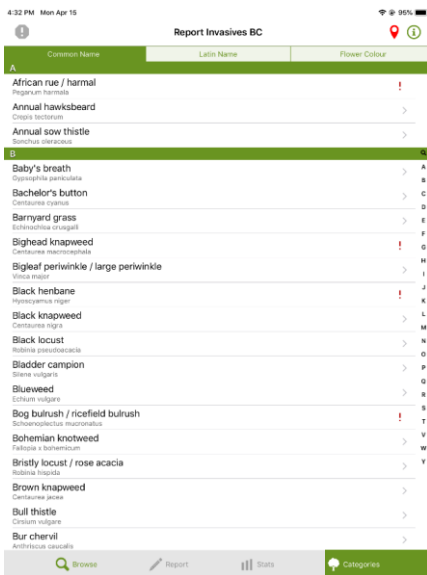 4:32 PM Mon Apr 15
95%
Report Invasives BC
Common Name
Latin Name
Flower Colour
A
African rue / harmal
Peganum harmala
!
Annual hawksbeard
Crepis tectorum
Annual sow thistle
Sonchus oleraceus
B
Baby's breath
Gypsophila paniculata
Bachelor's button
Centaurea cyanus
Barnyard grass
Echinochloa crusgalli
Bighead knapweed
Centaurea macrocephala
!
Bigleaf periwinkle / large periwinkle
Vinca major
Black henbane
Hyoscyamus niger
!
Black knapweed
Centaurea nigra
Black locust
Robinia pseudoacacia
Bladder campion
Silene vulgaris
Blueweed
Echium vulgare
Bog bulrush / ricefield bulrush
Schoenoplectus mucronatus
!
Bohemian knotweed
Fallopia x bohemicum
Bristly locust / rose acacia
Robinia hispida
Brown knapweed
Centaurea jacea
Bull thistle
Cirsium vulgare
Bur chervil
Anthriscus caucalis
A
B
C
D
E
F
G
H
I
J
K
L
M
N
O
P
Q
R
S
T
V
W
Y
Browse
Report
Stats
Categories